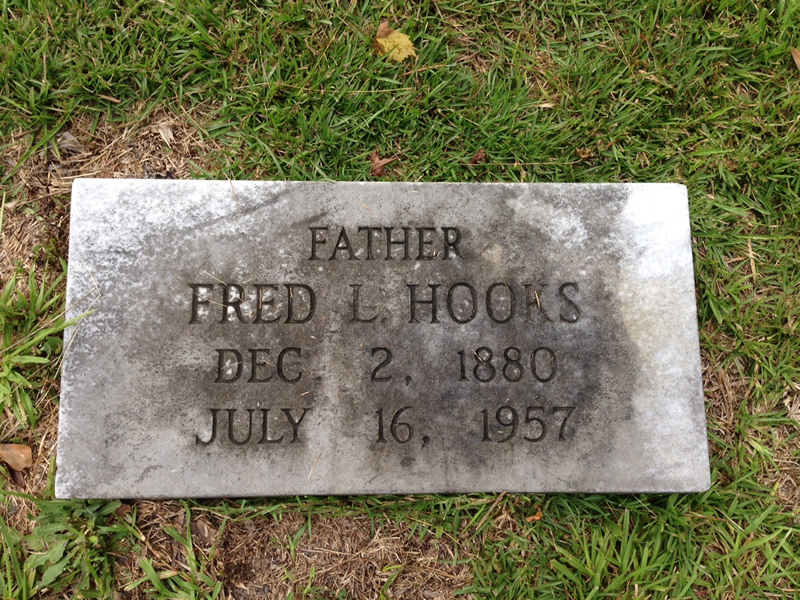 FATHER
FRED L. HOOKS
DEC. 2, 1880
JULY 16, 1957